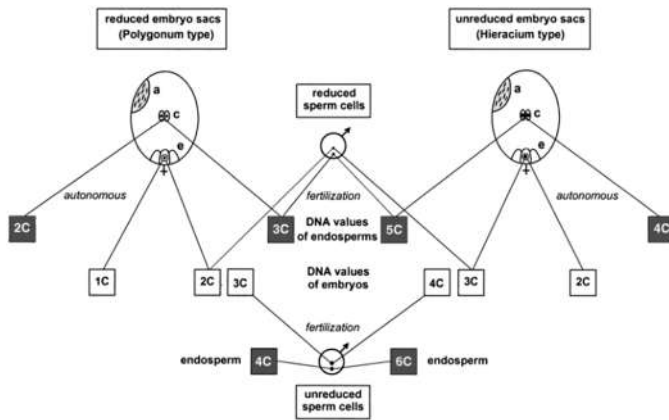 reduced embryo sacs
(Polygonum type)
unreduced embryo sacs
(Hieracium type)
a
c
e
reduced
sperm cells
a
c
e
autonomous
fertilization
autonomous
2C
3C
DNA values
of endosperms
5C
4C
1C
2C
3C
DNA values
of embryos
4C
3C
2C
fertilization
endosperm
4C
6C
endosperm
unreduced
sperm cells